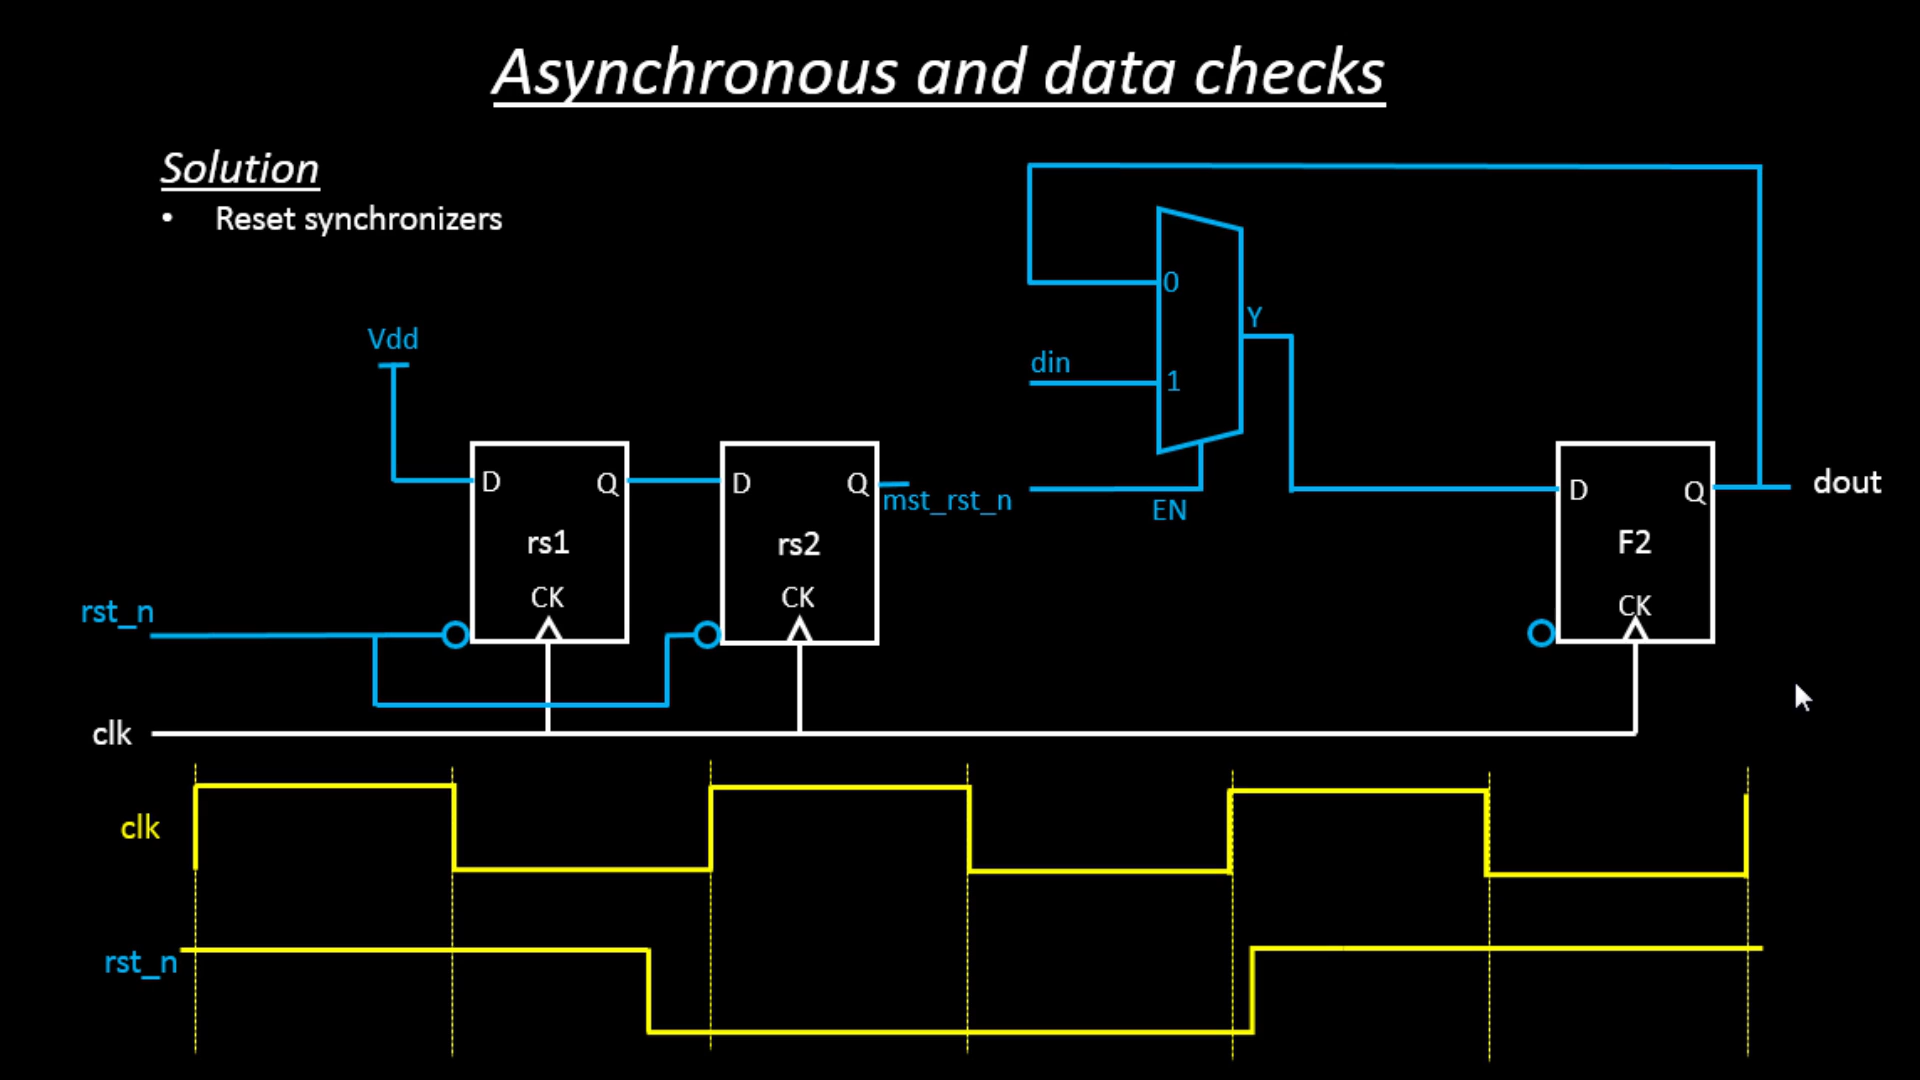 Asynchronous and data checks
Solution
• Reset synchronizers
Vdd
D Q
rs1
CK
D Q
rs2
CK
mst_rst_n
0
din
1
Y
EN
D Q
F2
CK
dout
rst_n
clk
clk
rst_n